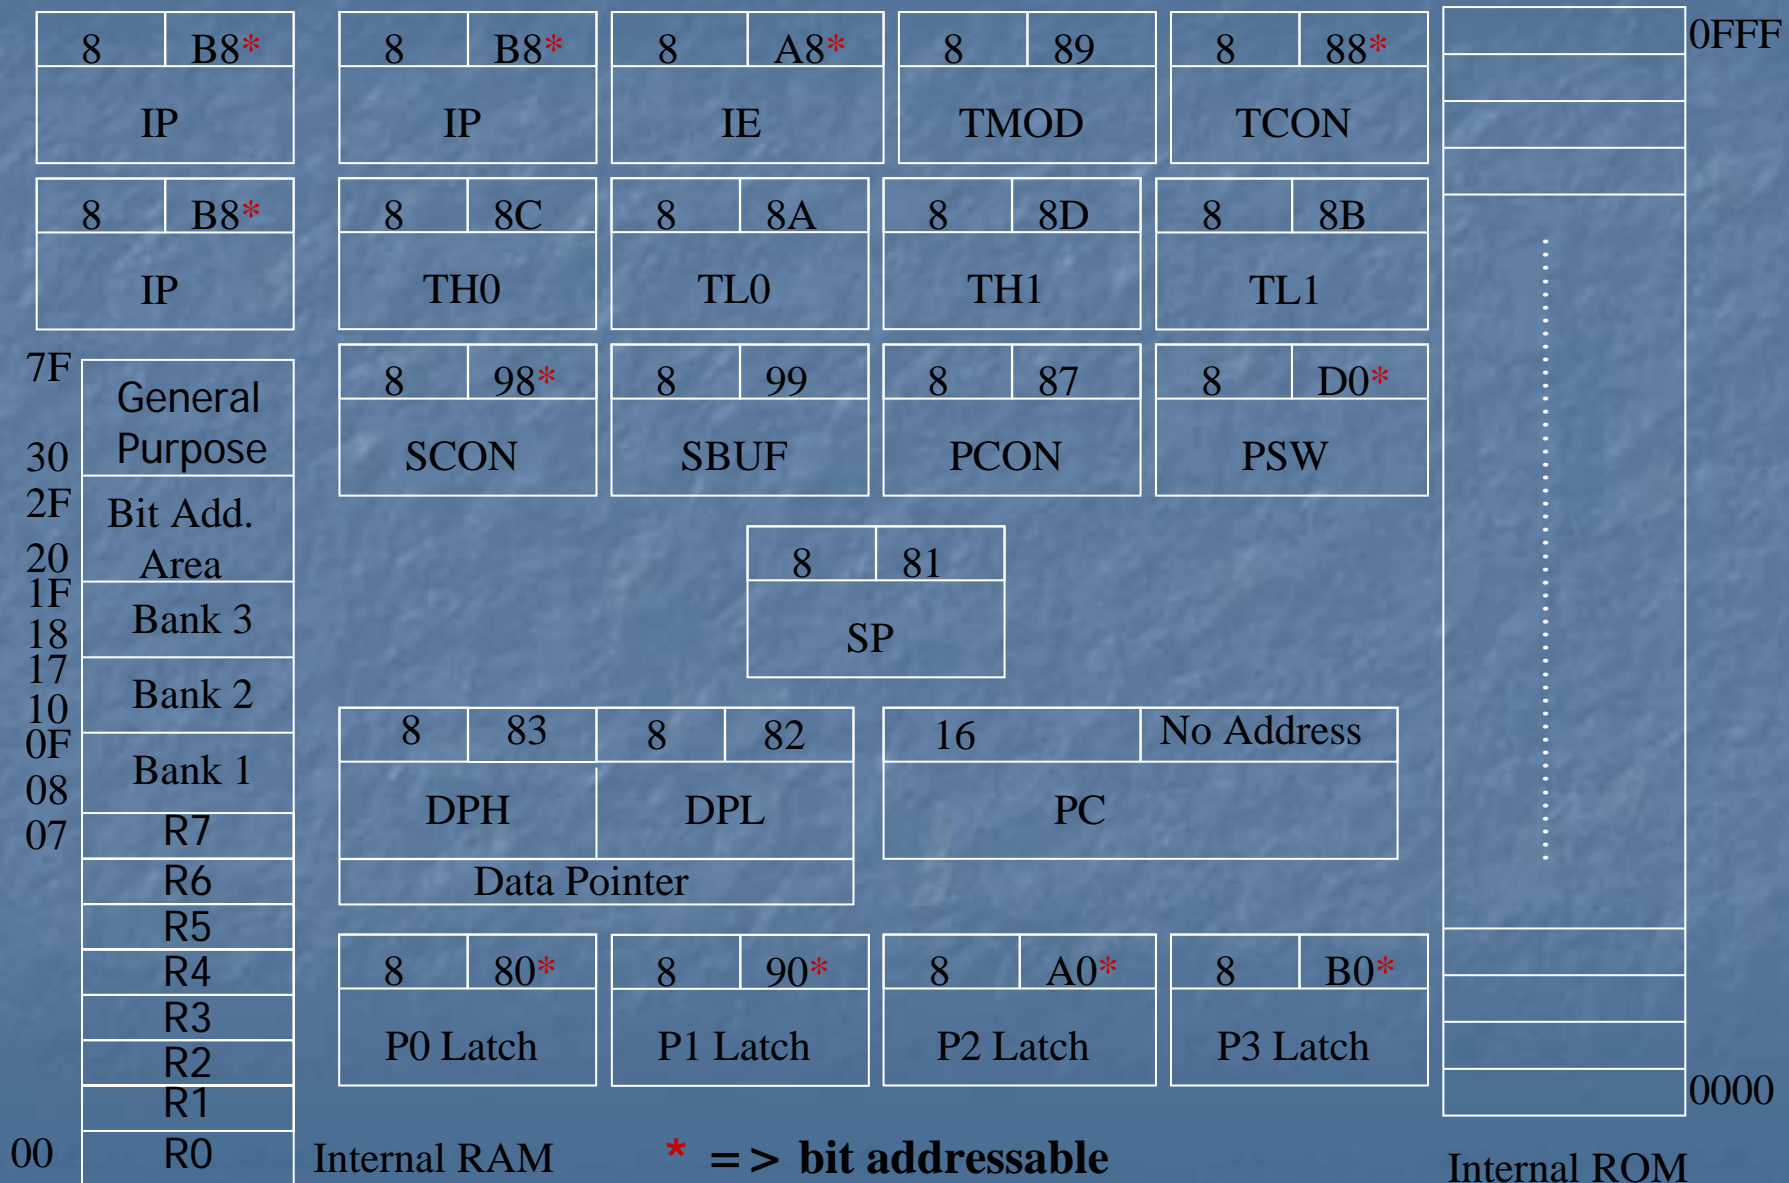 8 B8* 8 B8* 8 A8* 8 89 8 88* 0FFF
IP IP IE TMOD TCON
8 B8* 8 8C 8 8A 8 8D 8 8B
IP TH0 TL0 TH1 TL1
7F
General
Purpose
30
8 98* 8 99 8 87 8 D0*
SCON SBUF PCON PSW
2F
Bit Add.
Area
20
1F
Bank 3
18
8 81
SP
17
Bank 2
10
0F
Bank 1
08
8 83 8 82 16 No Address
DPH DPL PC
Data Pointer
07 R7
R6
R5
R4
R3
R2
R1
00 R0
8 80* 8 90* 8 A0* 8 B0*
P0 Latch P1 Latch P2 Latch P3 Latch
0000
Internal RAM * => bit addressable Internal ROM